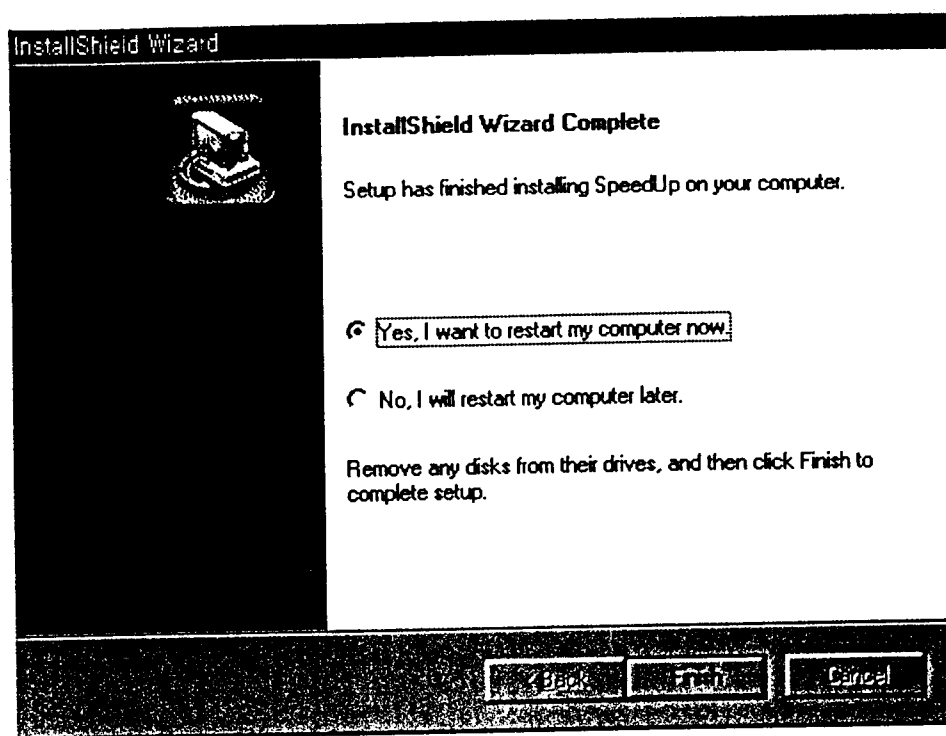 InstallShield Wizard
InstallShield Wizard Complete
Setup has finished installing SpeedUp on your computer.
Yes, I want to restart my computer now.
No, I will restart my computer later.
Remove any disks from their drives, and then click Finish to
complete setup.
< Back Finish Cancel